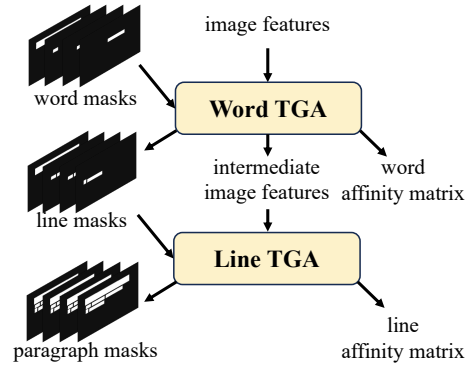 image features
word masks
Word TGA
intermediate
image features
word
affinity matrix
line masks
Line TGA
paragraph masks
line
affinity matrix